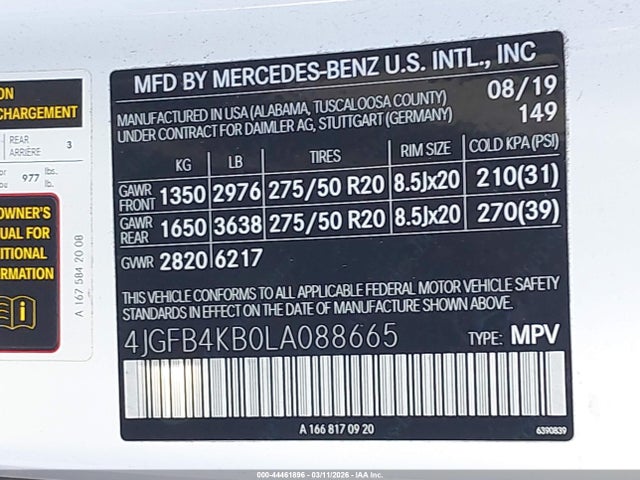 ON
CHARGEMENT
REAR
ARRIÈRE
3
or
ou
977
lbs.
lb.
OWNER'S
UAL FOR
ITIONAL
ORMATION
A 167 584 20 08
MFD BY MERCEDES-BENZ U.S. INTL., INC
MANUFACTURED IN USA (ALABAMA, TUSCALOOSA COUNTY) 08/19
UNDER CONTRACT FOR DAIMLER AG, STUTTGART (GERMANY) 149
KG LB TIRES RIM SIZE COLD KPA (PSI)
GAWR FRONT 1350 2976 275/50 R20 8.5Jx20 210(31)
GAWR REAR 1650 3638 275/50 R20 8.5Jx20 270(39)
GVWR 2820 6217
THIS VEHICLE CONFORMS TO ALL APPLICABLE FEDERAL MOTOR VEHICLE SAFETY
STANDARDS IN EFFECT ON THE DATE OF MANUFACTURE SHOWN ABOVE.
4JGFB4KB0LA088665 TYPE: MPV
A 166 817 09 20
6390839
000-44461896 - 03/11/2026 - IAA Inc.